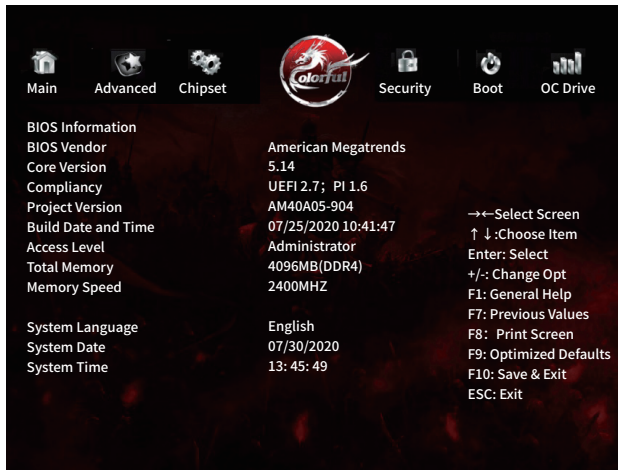 Main Advanced Chipset Colorful Security Boot OC Drive
BIOS Information
BIOS Vendor American Megatrends
Core Version 5.14
Compliancy UEFI 2.7; PI 1.6
Project Version AM40A05-904
Build Date and Time 07/25/2020 10:41:47
Access Level Administrator
Total Memory 4096MB(DDR4)
Memory Speed 2400MHZ
System Language English
System Date 07/30/2020
System Time 13: 45: 49
→←Select Screen
↑↓:Choose Item
Enter: Select
+/-: Change Opt
F1: General Help
F7: Previous Values
F8: Print Screen
F9: Optimized Defaults
F10: Save & Exit
ESC: Exit